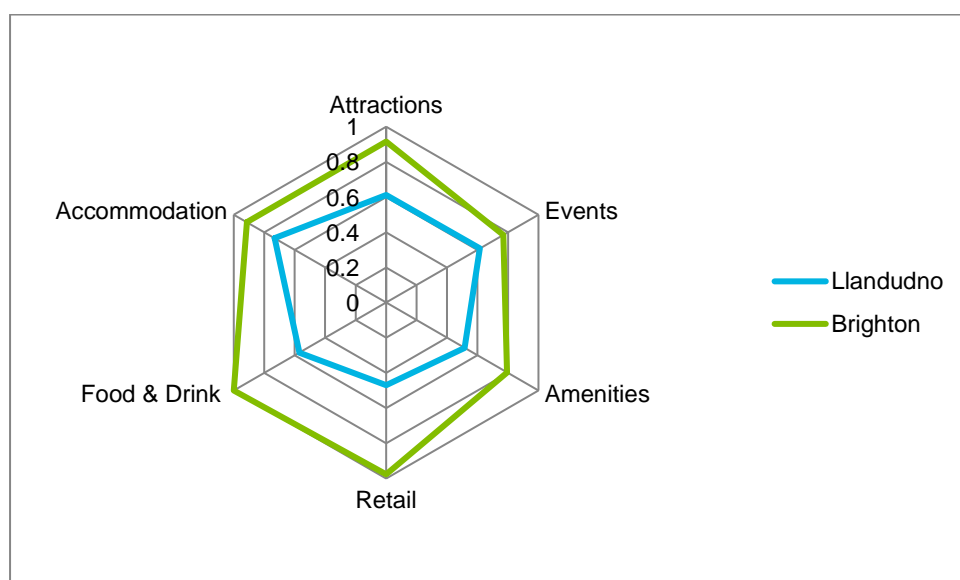 Attractions
1
0.8
0.6
0.4
0.2
0
Accommodation
Events
Food & Drink
Amenities
Retail
Llandudno
Brighton